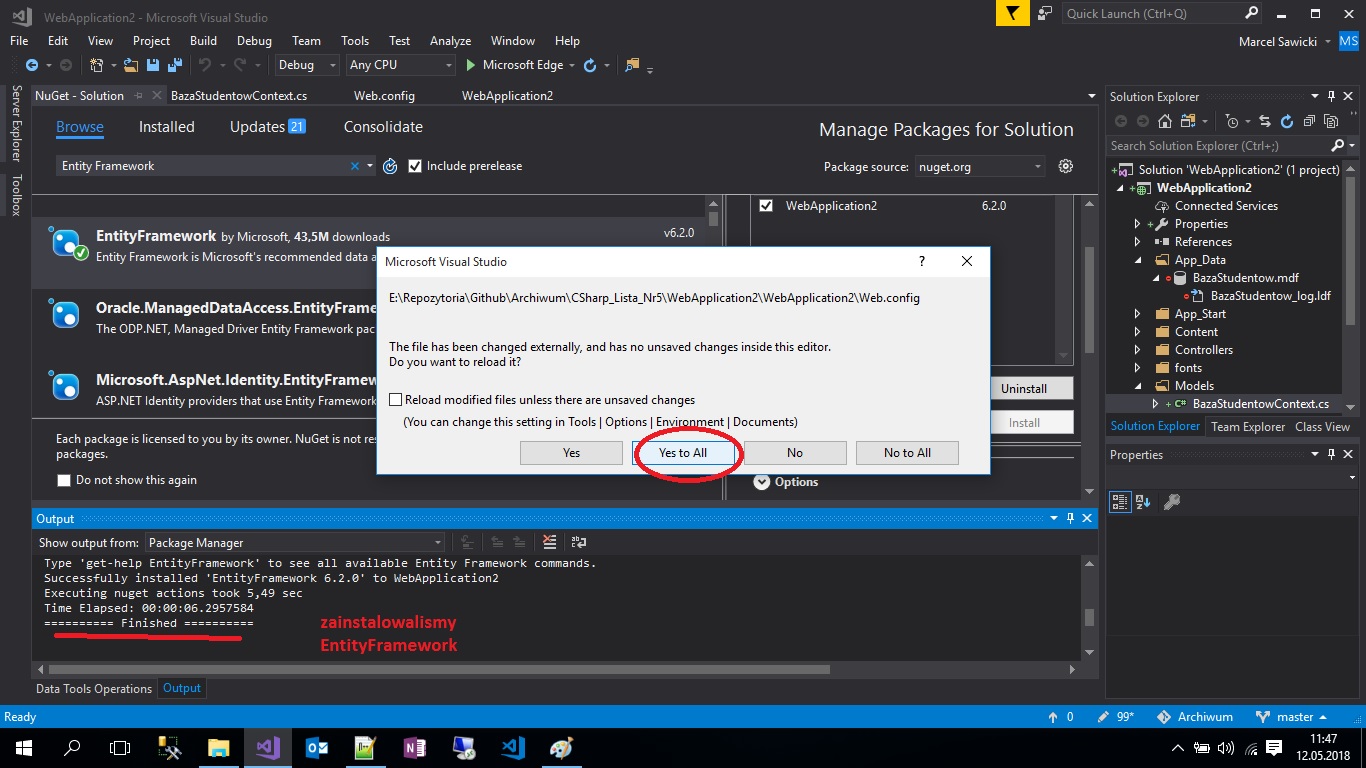 WebApplication2 - Microsoft Visual Studio
Quick Launch (Ctrl+Q)
File Edit View Project Build Debug Team Tools Test Analyze Window Help
Marcel Sawicki MS
Debug Any CPU Microsoft Edge
Server Explorer
Toolbox
NuGet - Solution BazaStudentowContext.cs Web.config WebApplication2
Browse Installed Updates 21 Consolidate
Manage Packages for Solution
Entity Framework
Include prerelease
Package source: nuget.org
WebApplication2 6.2.0
EntityFramework by Microsoft, 43,5M downloads
v6.2.0
Entity Framework is Microsoft's recommended data a
Oracle.ManagedDataAccess.EntityFrame
The ODP.NET, Managed Driver Entity Framework pac
Microsoft.AspNet.Identity.EntityFramew
ASP.NET Identity providers that use Entity Framework
Each package is licensed to you by its owner. NuGet is not res
packages.
Do not show this again
Uninstall
Install
Options
Microsoft Visual Studio
?
E:\Repozytoria\Github\Archiwum\CSharp_Lista_Nr5\WebApplication2\WebApplication2\Web.config
The file has been changed externally, and has no unsaved changes inside this editor.
Do you want to reload it?
Reload modified files unless there are unsaved changes
(You can change this setting in Tools | Options | Environment | Documents)
Yes Yes to All No No to All
Solution Explorer
Search Solution Explorer (Ctrl+;)
Solution 'WebApplication2' (1 project)
WebApplication2
Connected Services
Properties
References
App_Data
BazaStudentow.mdf
BazaStudentow_log.ldf
App_Start
Content
Controllers
fonts
Models
C# BazaStudentowContext.cs
Solution Explorer Team Explorer Class View
Properties
Output
Show output from: Package Manager
Type 'get-help EntityFramework' to see all available Entity Framework commands.
Successfully installed 'EntityFramework 6.2.0' to WebApplication2
Executing nuget actions took 5,49 sec
Time Elapsed: 00:00:06.2957584
========== Finished ==========
zainstalowalismy
EntityFramework
Data Tools Operations Output
Ready
0 99* Archiwum master
11:47
12.05.2018